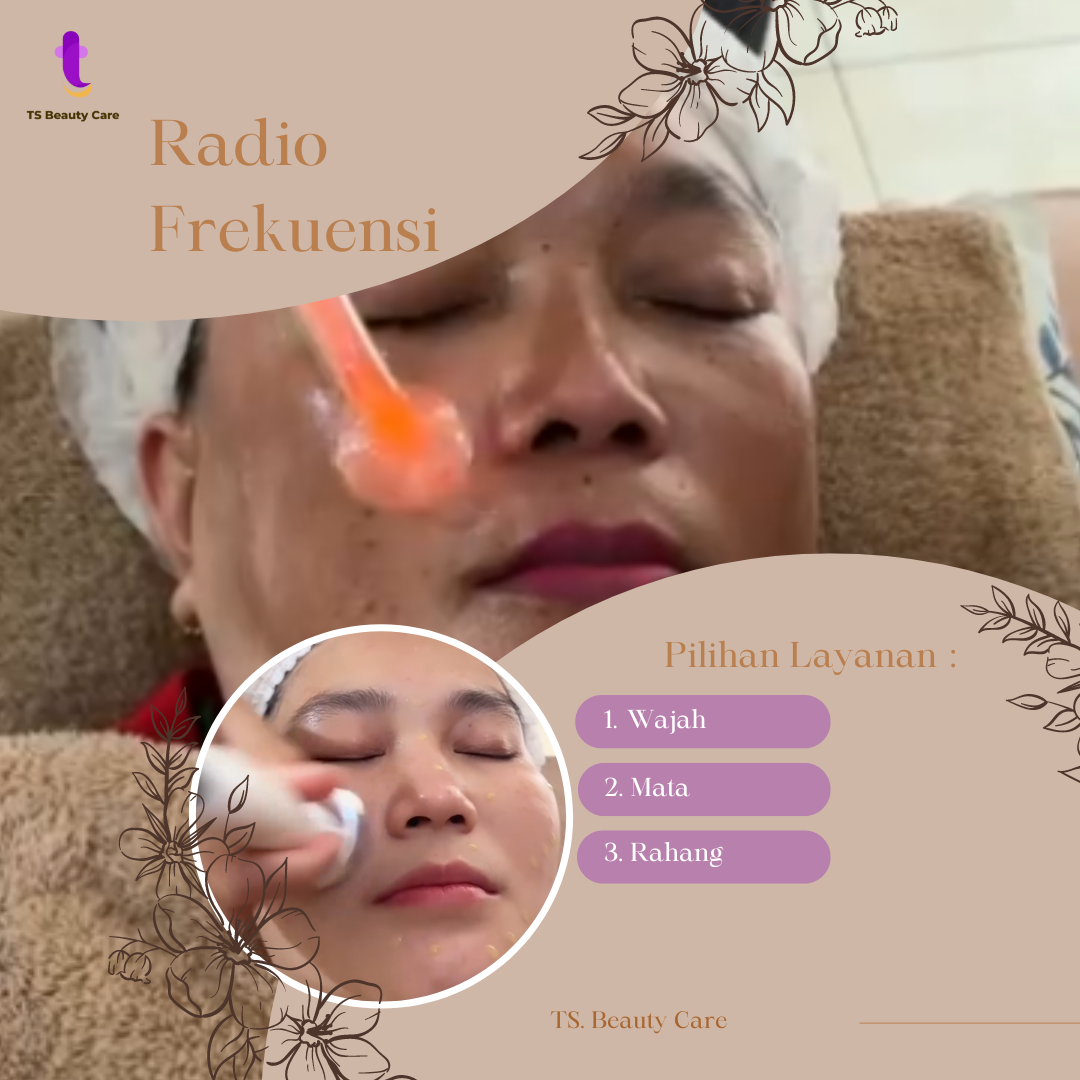 TS Beauty Care
Radio
Frekuensi
Pilihan Layanan :
1. Wajah
2. Mata
3. Rahang
TS. Beauty Care